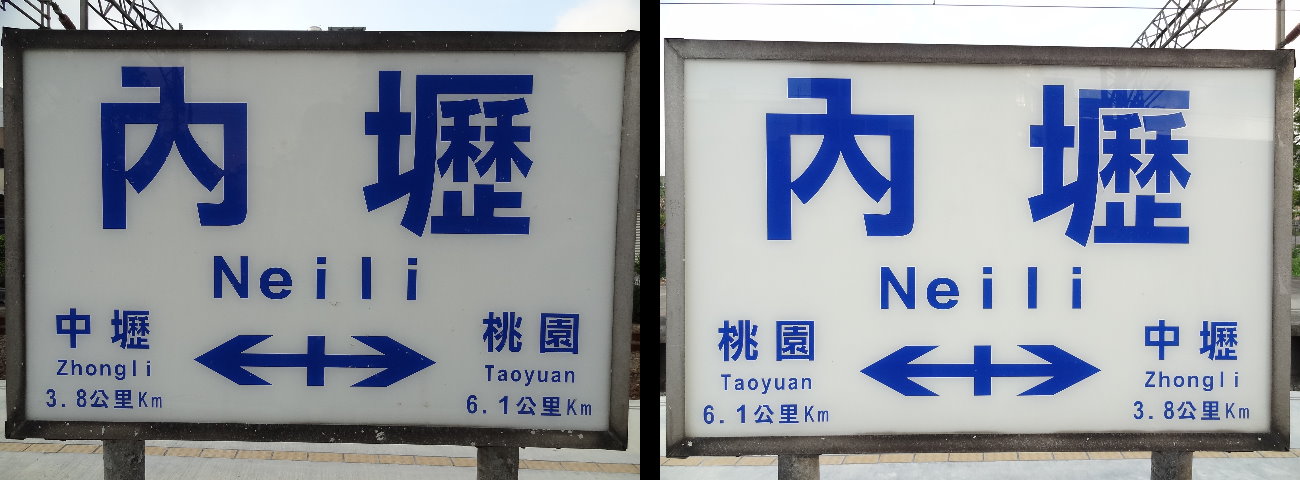 內壢
Neili
中壢
Zhongli
3.8公里Km
桃園
Taoyuan
6.1公里Km
內壢
Neili
桃園
Taoyuan
6.1公里Km
中壢
Zhongli
3.8公里Km